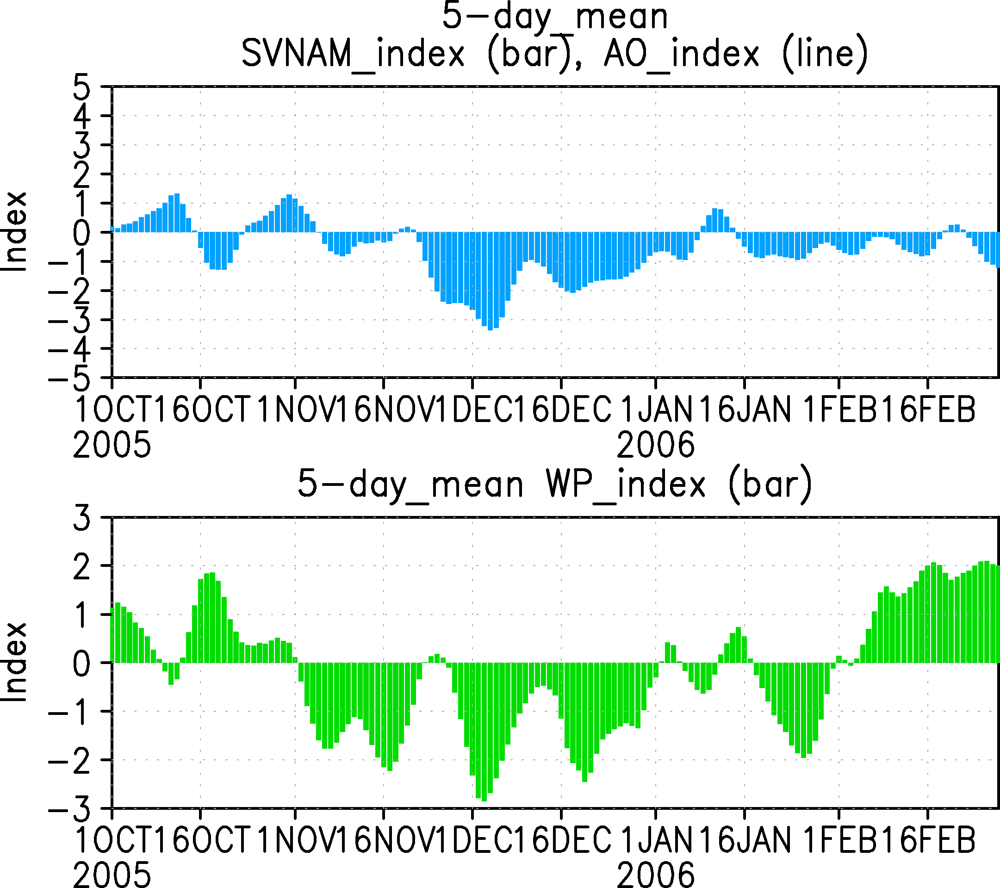 5-day_mean
SVNAM_index (bar), AO_index (line)
5
4
3
2
1
0
-1
-2
-3
-4
-5
Index
1OCT 16OCT 1NOV 16NOV 1DEC 16DEC 1JAN 16JAN 1FEB 16FEB
2005 2006
5-day_mean WP_index (bar)
3
2
1
0
-1
-2
-3
Index
1OCT 16OCT 1NOV 16NOV 1DEC 16DEC 1JAN 16JAN 1FEB 16FEB
2005 2006